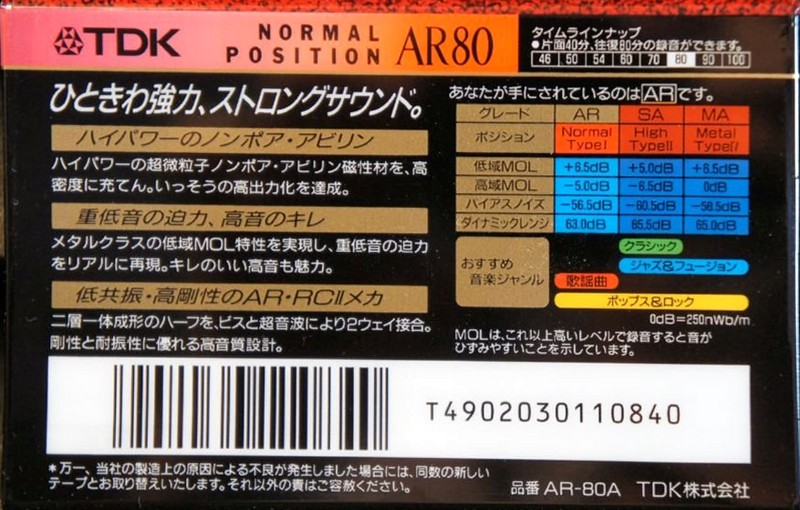 TDK
NORMAL POSITION AR80
タイムラインナップ
●片面40分、往復80分の録音ができます。
46 50 54 60 70 80 90 100
ひときわ強力、ストロングサウンド。
ハイパワーのノンポア・アビリン
ハイパワーの超微粒子ノンポア・アビリン磁性材を、高
密度に充てん。いっそうの高出力化を達成。
重低音の迫力、高音のキレ
メタルクラスの低域MOL特性を実現し、重低音の迫力
をリアルに再現。キレのいい高音も魅力。
低共振・高剛性のAR・RCIIメカ
二層一体成形のハーフを、ビスと超音波により2ウェイ接合。
剛性と耐振性に優れる高音質設計。
あなたが手にされているのはARです。
グレード AR SA MA
ポジション Normal TypeI High TypeII Metal TypeIV
低域MOL +6.5dB +5.0dB +6.5dB
高域MOL -5.0dB -6.5dB 0dB
バイアスノイズ -56.5dB -60.5dB -58.5dB
ダイナミックレンジ 63.0dB 65.5dB 65.0dB
おすすめ
音楽ジャンル
クラシック
ジャズ&フュージョン
歌謡曲
ポップス&ロック
0dB=250nWb/m
MOLは、これ以上高いレベルで録音すると音が
ひずみやすいことを示しています。
T4902030110840
*万一、当社の製造上の原因による不良が発生しました場合には、同数の新しい
テープとお取り替えいたします。それ以外の責はご容赦ください。
品番 AR-80A TDK株式会社